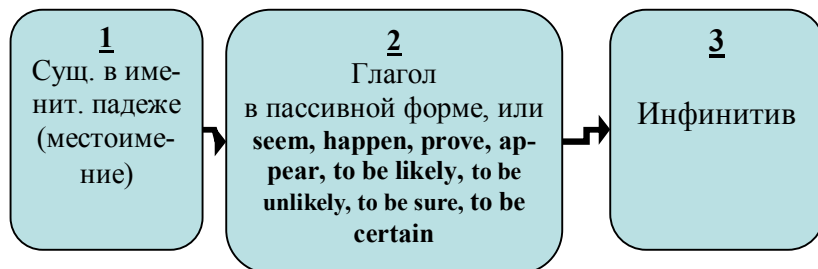 1
Сущ. в име-
нит. падеже
(местоиме-
ние)
2
Глагол
в пассивной форме, или
seem, happen, prove, ap-
pear, to be likely, to be
unlikely, to be sure, to be
certain
3
Инфинитив